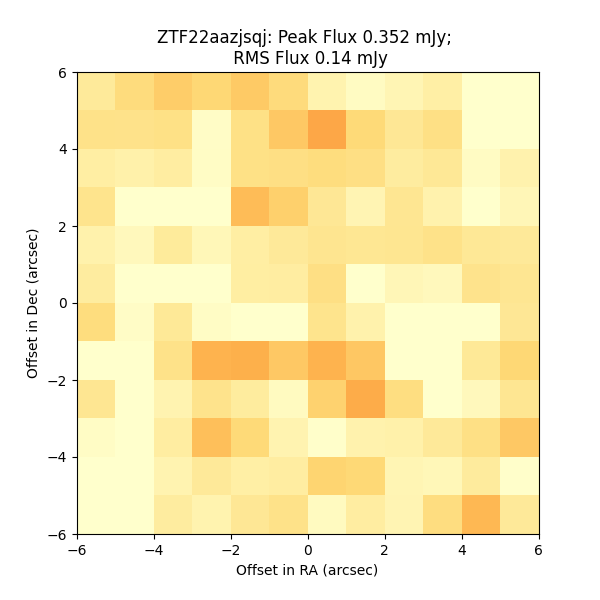 ZTF22aazjsqj: Peak Flux 0.352 mJy;
RMS Flux 0.14 mJy
6
4
2
0
−2
−4
−6
Offset in Dec (arcsec)
−6 −4 −2 0 2 4 6
Offset in RA (arcsec)